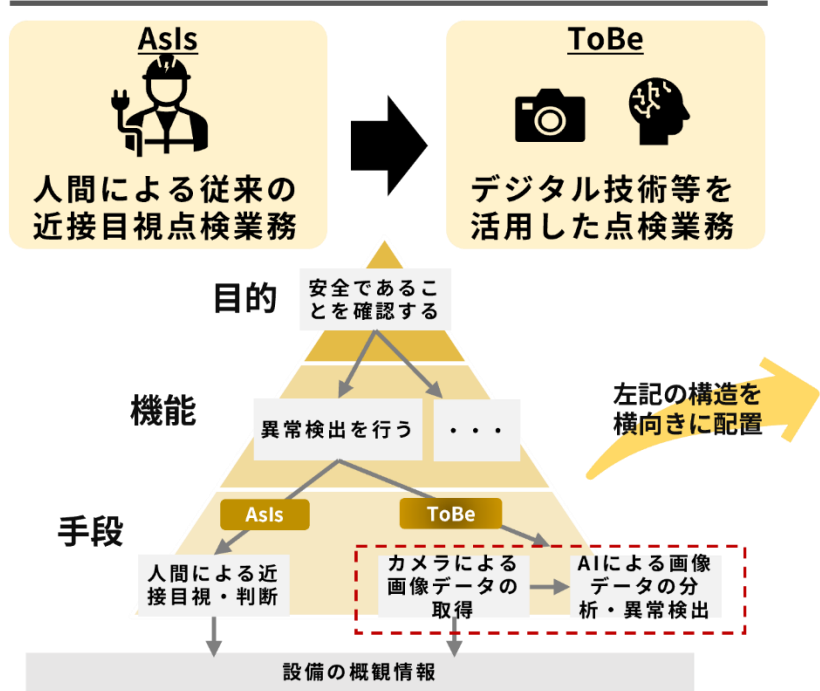 AsIs
人間による従来の
近接目視点検業務
ToBe
デジタル技術等を
活用した点検業務
目的
安全であるこ
とを確認する
機能
異常検出を行う
・・・
左記の構造を
横向きに配置
手段
AsIs
ToBe
人間による近
接目視・判断
カメラによる
画像データの
取得
AIによる画像
データの分
析・異常検出
設備の概観情報